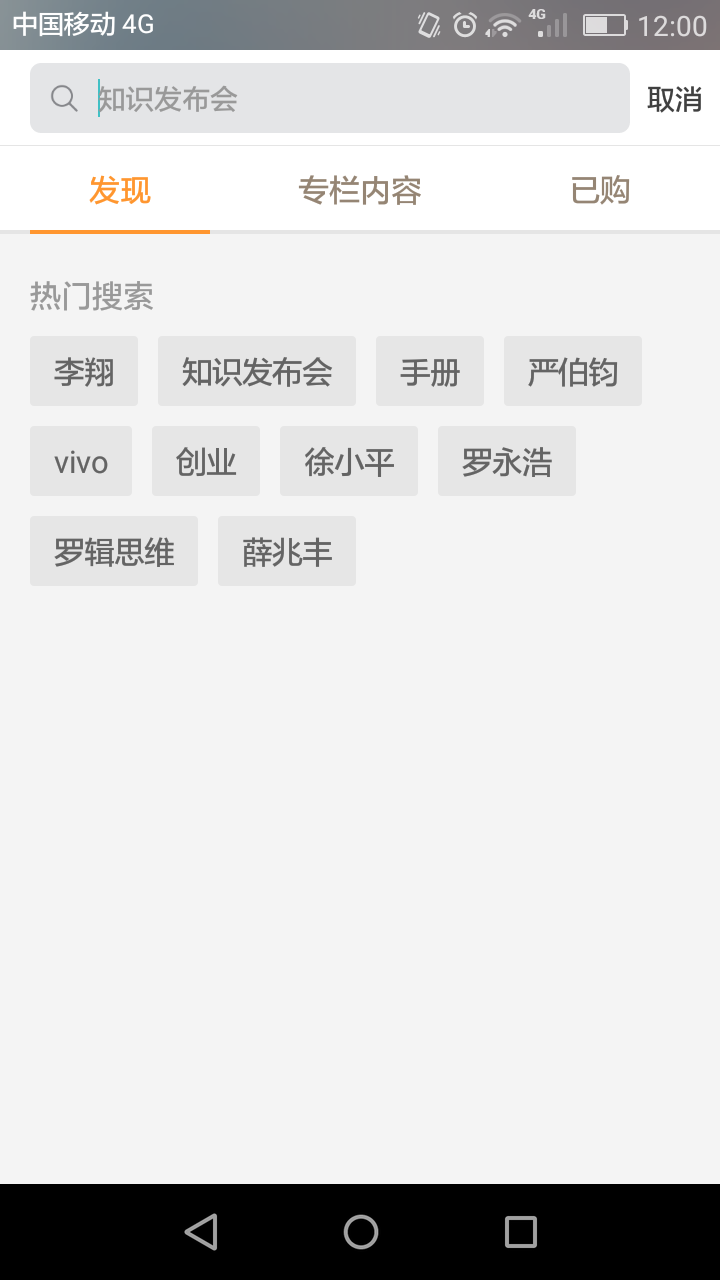 中国移动 4G 4G 12:00
知识发布会 取消
发现 专栏内容 已购
热门搜索
李翔 知识发布会 手册 严伯钧
vivo 创业 徐小平 罗永浩
罗辑思维 薛兆丰